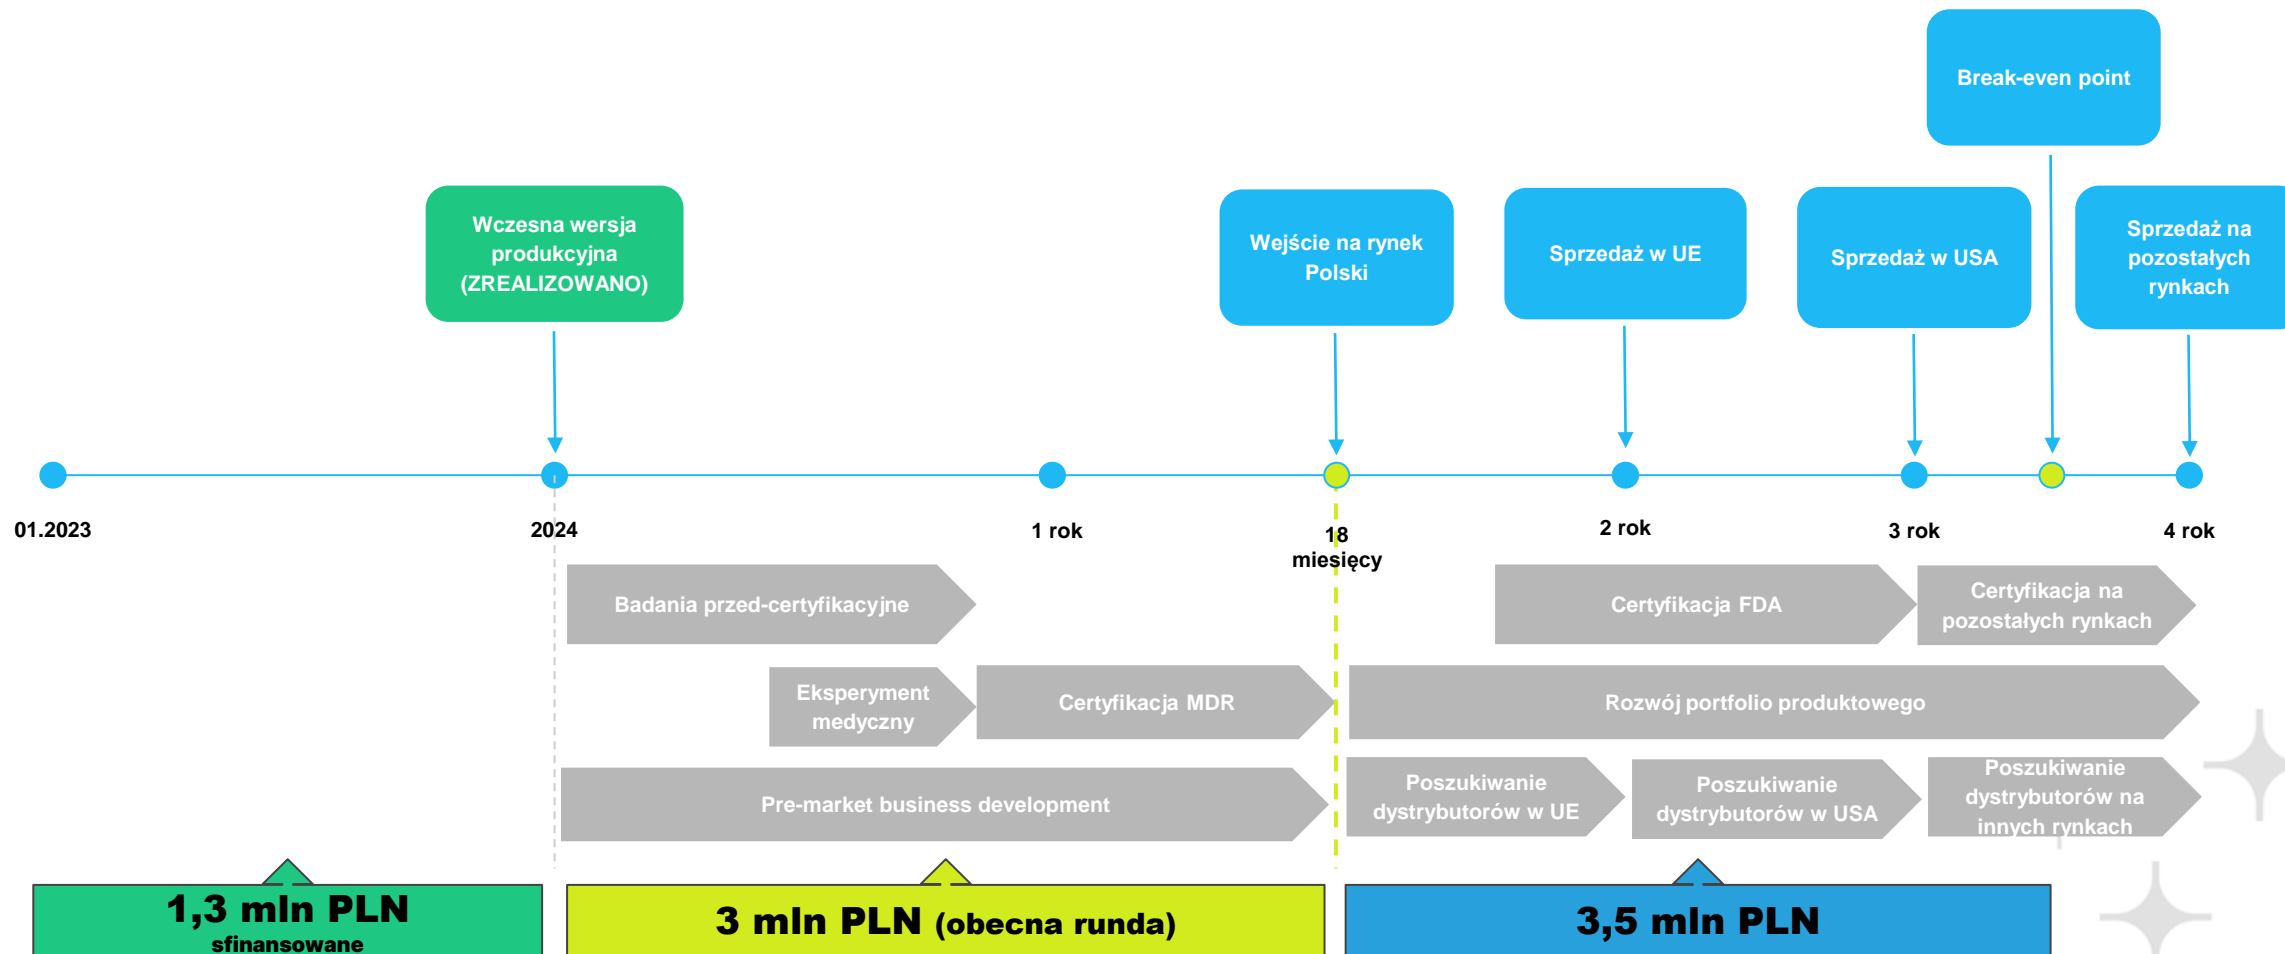 Break-even point
Wczesna wersja
produkcyjna
(ZREALIZOWANO)
Wejście na rynek
Polski
Sprzedaż w UE
Sprzedaż w USA
Sprzedaż na
pozostałych
rynkach
01.2023
2024
1 rok
18
miesięcy
2 rok
3 rok
4 rok
Badania przed-certyfikacyjne
Certyfikacja FDA
Certyfikacja na
pozostałych rynkach
Eksperyment
medyczny
Certyfikacja MDR
Rozwój portfolio produktowego
Pre-market business development
Poszukiwanie
dystrybutorów w UE
Poszukiwanie
dystrybutorów w USA
Poszukiwanie
dystrybutorów na
innych rynkach
1,3 mln PLN
sfinansowane
3 mln PLN (obecna runda)
3,5 mln PLN